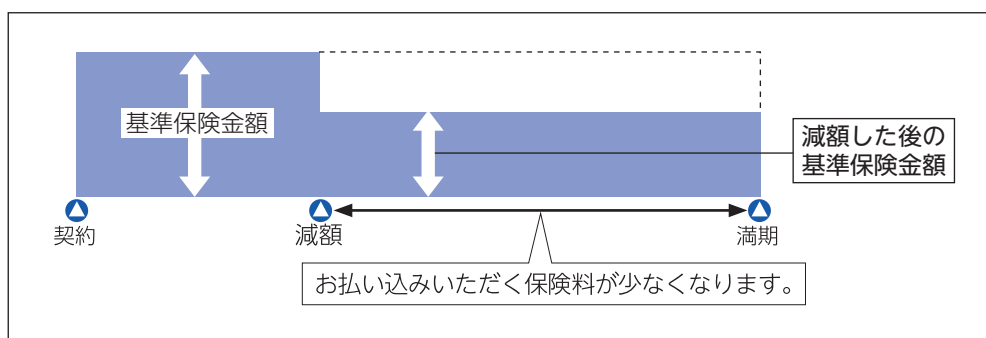 基準保険金額
減額した後の
基準保険金額
契約
減額
満期
お払い込みいただく保険料が少なくなります。